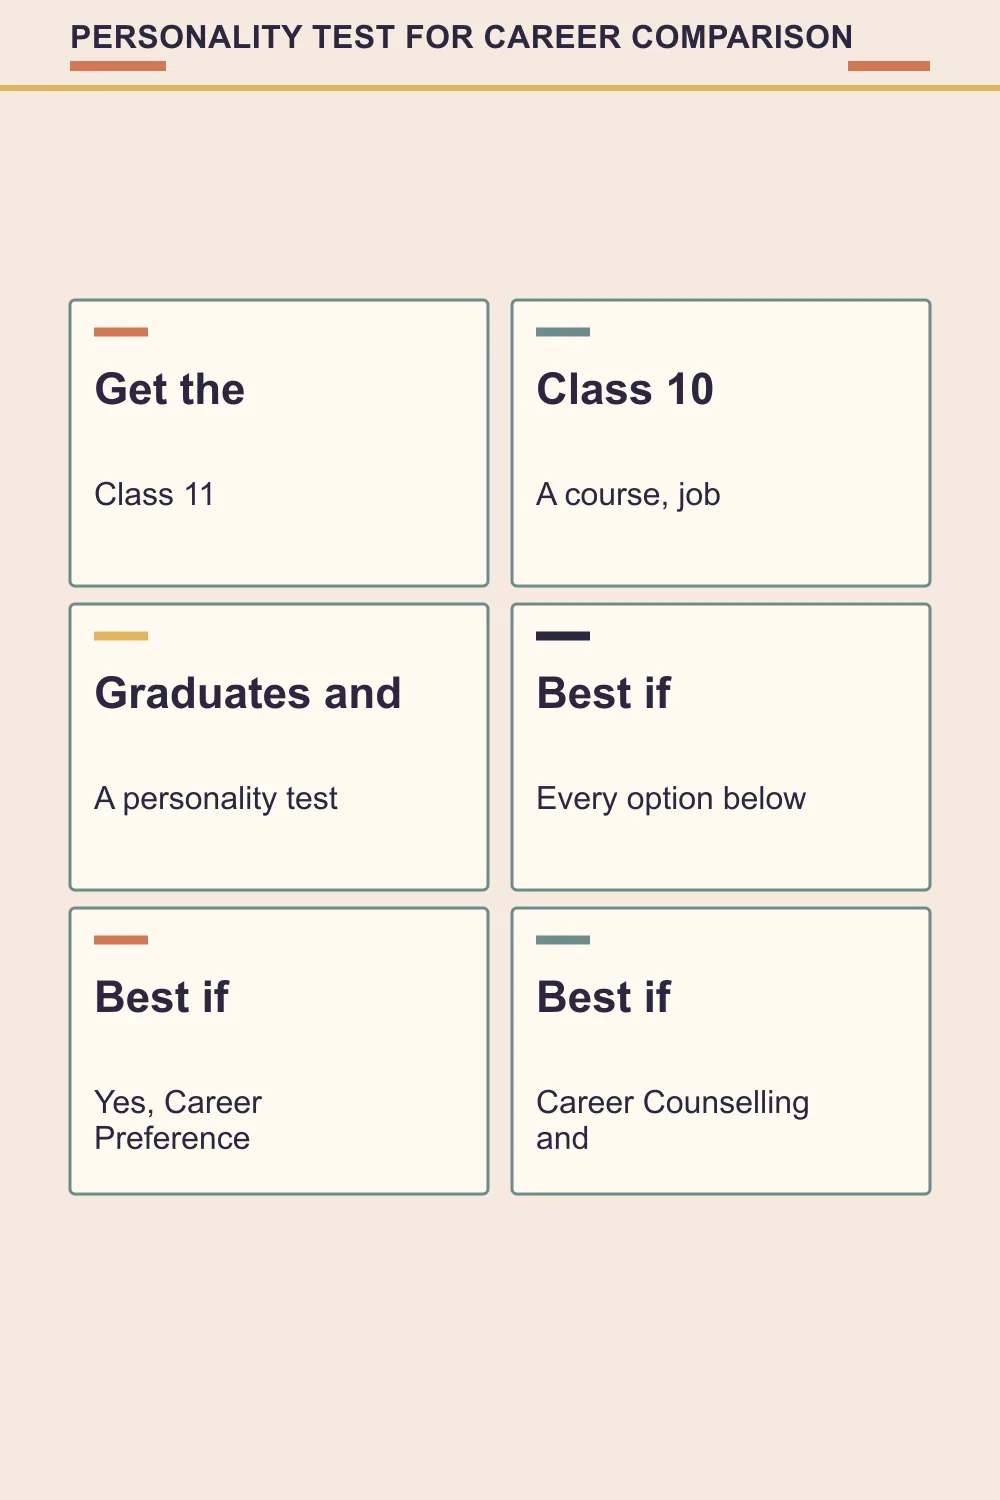 PERSONALITY TEST FOR CAREER COMPARISON
Get the
Class 11
Class 10
A course, job
Graduates and
A personality test
Best if
Every option below
Best if
Yes, Career
Preference
Best if
Career Counselling
and